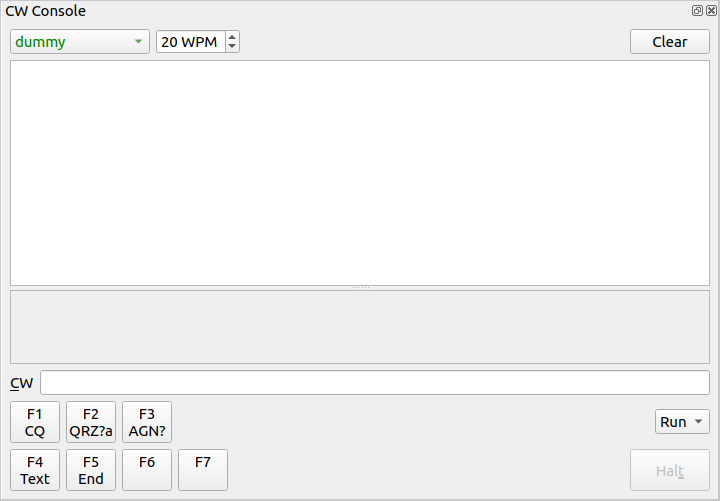 CW Console
dummy 20 WPM Clear
CW
F1 F2 F3
CQ QRZ?a AGN? Run
F4 F5 F6 F7
Text End Halt